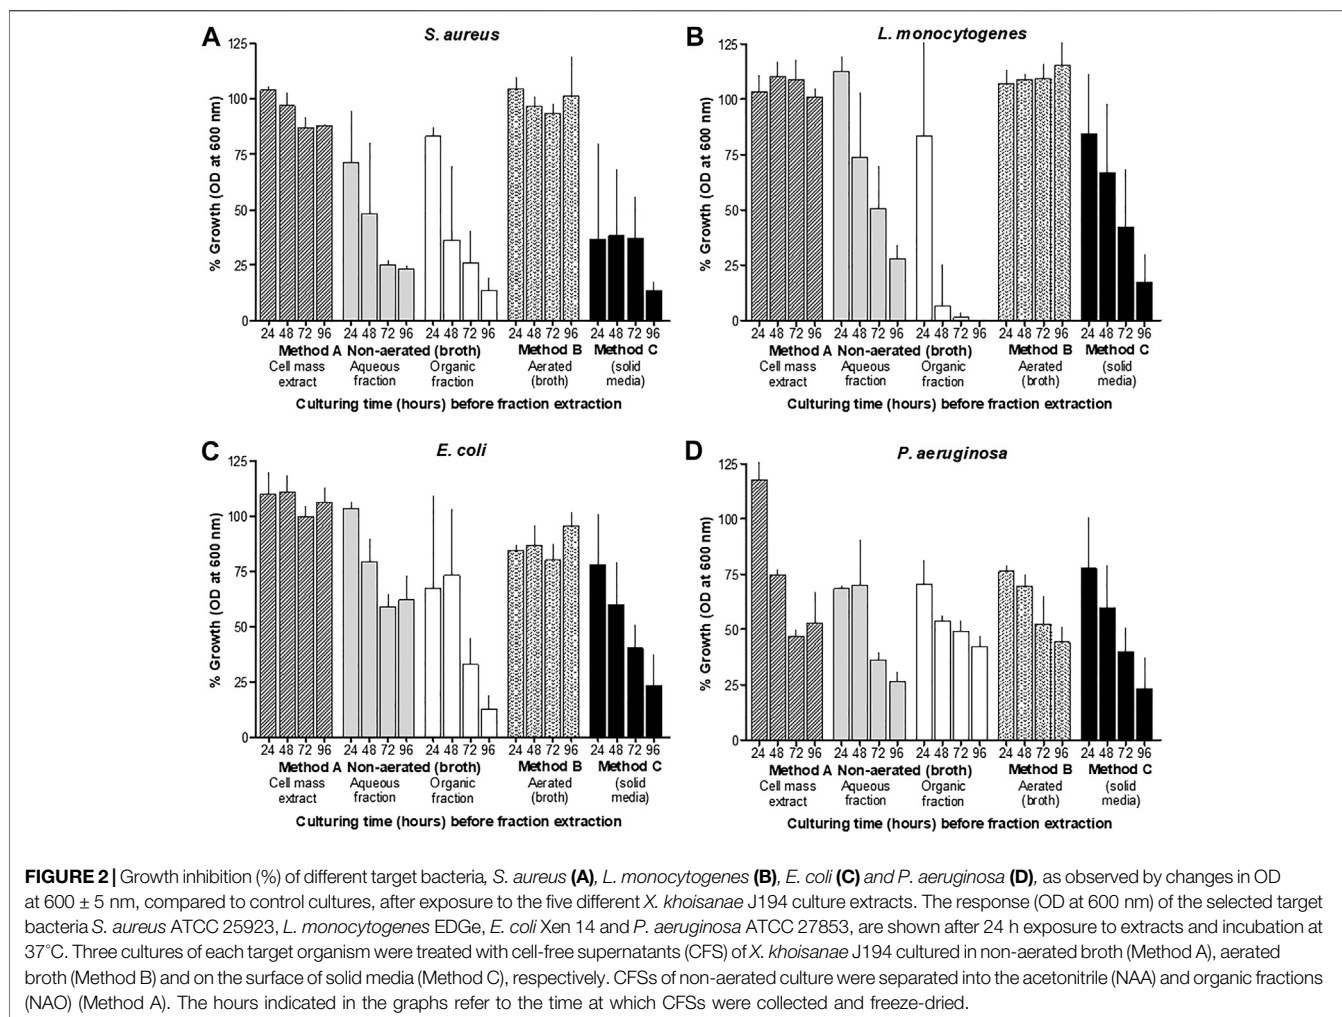 A
S. aureus
% Growth (OD at 600 nm)
125
100
75
50
25
0
24 48 72 96 24 48 72 96 24 48 72 96 24 48 72 96 24 48 72 96
Method A Non-aerated (broth) Method B Method C
Cell mass Aqueous Organic Aerated (solid
extract fraction fraction (broth) media)
Culturing time (hours) before fraction extraction
B
L. monocytogenes
% Growth (OD at 600 nm)
125
100
75
50
25
0
24 48 72 96 24 48 72 96 24 48 72 96 24 48 72 96 24 48 72 96
Method A Non-aerated (broth) Method B Method C
Cell mass Aqueous Organic Aerated (solid
extract fraction fraction (broth) media)
Culturing time (hours) before fraction extraction
C
E. coli
% Growth (OD at 600 nm)
125
100
75
50
25
0
24 48 72 96 24 48 72 96 24 48 72 96 24 48 72 96 24 48 72 96
Method A Non-aerated (broth) Method B Method C
Cell mass Aqueous Organic Aerated (solid
extract fraction fraction (broth) media)
Culturing time (hours) before fraction extraction
D
P. aeruginosa
% Growth (OD at 600 nm)
125
100
75
50
25
0
24 48 72 96 24 48 72 96 24 48 72 96 24 48 72 96 24 48 72 96
Method A Non-aerated (broth) Method B Method C
Cell mass Aqueous Organic Aerated (solid
extract fraction fraction (broth) media)
Culturing time (hours) before fraction extraction
FIGURE 2 | Growth inhibition (%) of different target bacteria, S. aureus (A), L. monocytogenes (B), E. coli (C) and P. aeruginosa (D), as observed by changes in OD
at 600 ± 5 nm, compared to control cultures, after exposure to the five different X. khoisanae J194 culture extracts. The response (OD at 600 nm) of the selected target
bacteria S. aureus ATCC 25923, L. monocytogenes EDGe, E. coli Xen 14 and P. aeruginosa ATCC 27853, are shown after 24 h exposure to extracts and incubation at
37°C. Three cultures of each target organism were treated with cell-free supernatants (CFS) of X. khoisanae J194 cultured in non-aerated broth (Method A), aerated
broth (Method B) and on the surface of solid media (Method C), respectively. CFSs of non-aerated culture were separated into the acetonitrile (NAA) and organic fractions
(NAO) (Method A). The hours indicated in the graphs refer to the time at which CFSs were collected and freeze-dried.